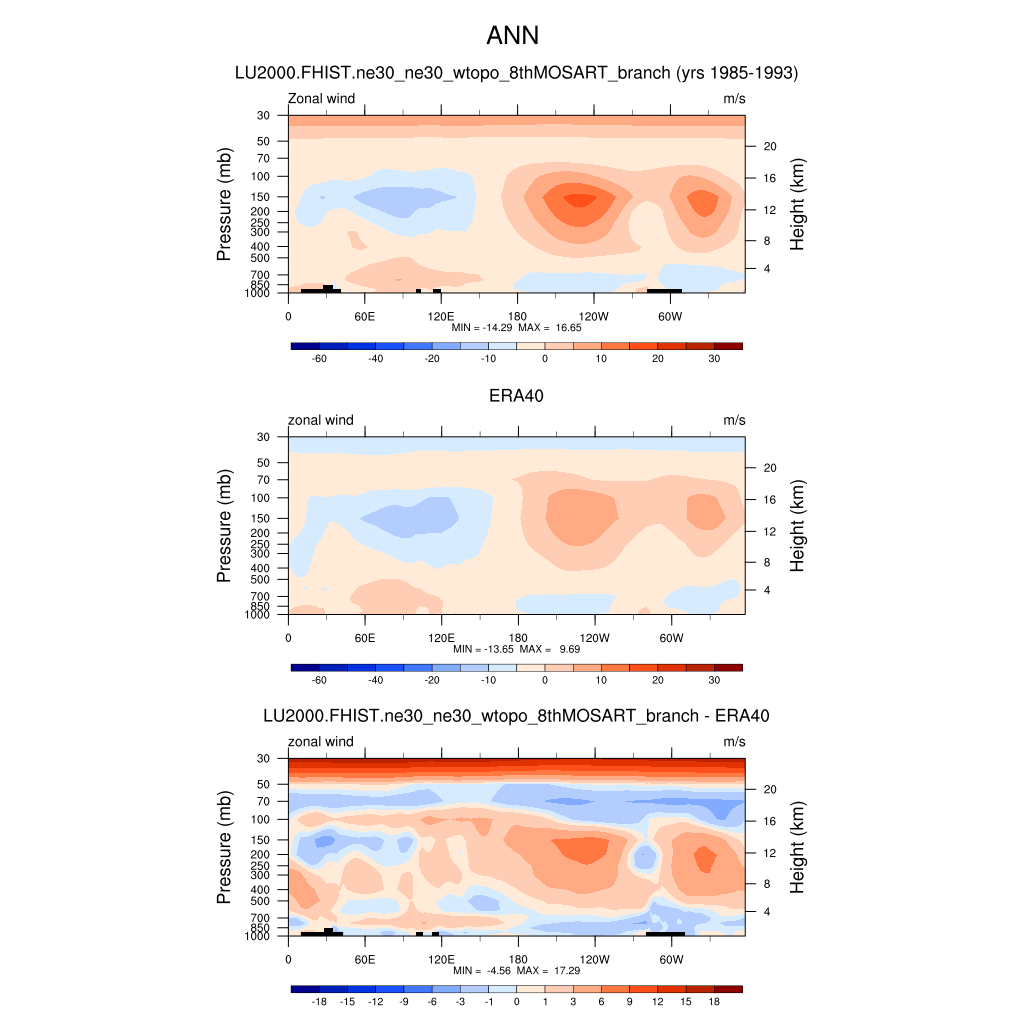 ANN
LU2000.FHIST.ne30_ne30_wtopo_8thMOSART_branch (yrs 1985-1993)
Zonal wind m/s
Pressure (mb)
30
50
70
100
150
200
250
300
400
500
700
850
1000
20
16
12
8
4
Height (km)
0 60E 120E 180 120W 60W
MIN = -14.29 MAX = 16.65
-60 -40 -20 -10 0 10 20 30
ERA40
zonal wind m/s
Pressure (mb)
30
50
70
100
150
200
250
300
400
500
700
850
1000
20
16
12
8
4
Height (km)
0 60E 120E 180 120W 60W
MIN = -13.65 MAX = 9.69
-60 -40 -20 -10 0 10 20 30
LU2000.FHIST.ne30_ne30_wtopo_8thMOSART_branch - ERA40
zonal wind m/s
Pressure (mb)
30
50
70
100
150
200
250
300
400
500
700
850
1000
20
16
12
8
4
Height (km)
0 60E 120E 180 120W 60W
MIN = -4.56 MAX = 17.29
-18 -15 -12 -9 -6 -3 -1 0 1 3 6 9 12 15 18